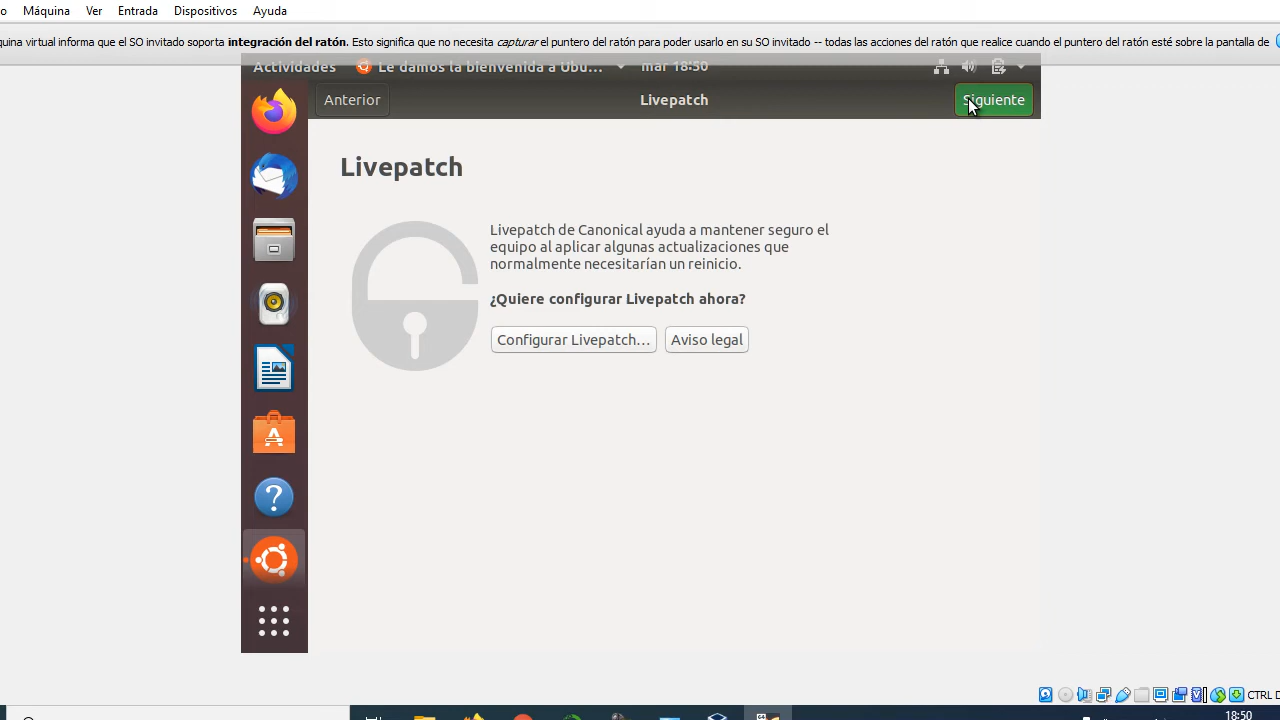 Máquina Ver Entrada Dispositivos Ayuda
virtual informa que el SO invitado soporta integración del ratón. Esto significa que no necesita capturar el puntero del ratón para poder usarlo en su SO invitado -- todas las acciones del ratón que realice cuando el puntero del ratón esté sobre la pantalla de
Actividades Le damos la bienvenida a Ubu... mar 18:50
Anterior Livepatch Siguiente
Livepatch
Livepatch de Canonical ayuda a mantener seguro el
equipo al aplicar algunas actualizaciones que
normalmente necesitarían un reinicio.
¿Quiere configurar Livepatch ahora?
Configurar Livepatch... Aviso legal
CTRL D
18:50